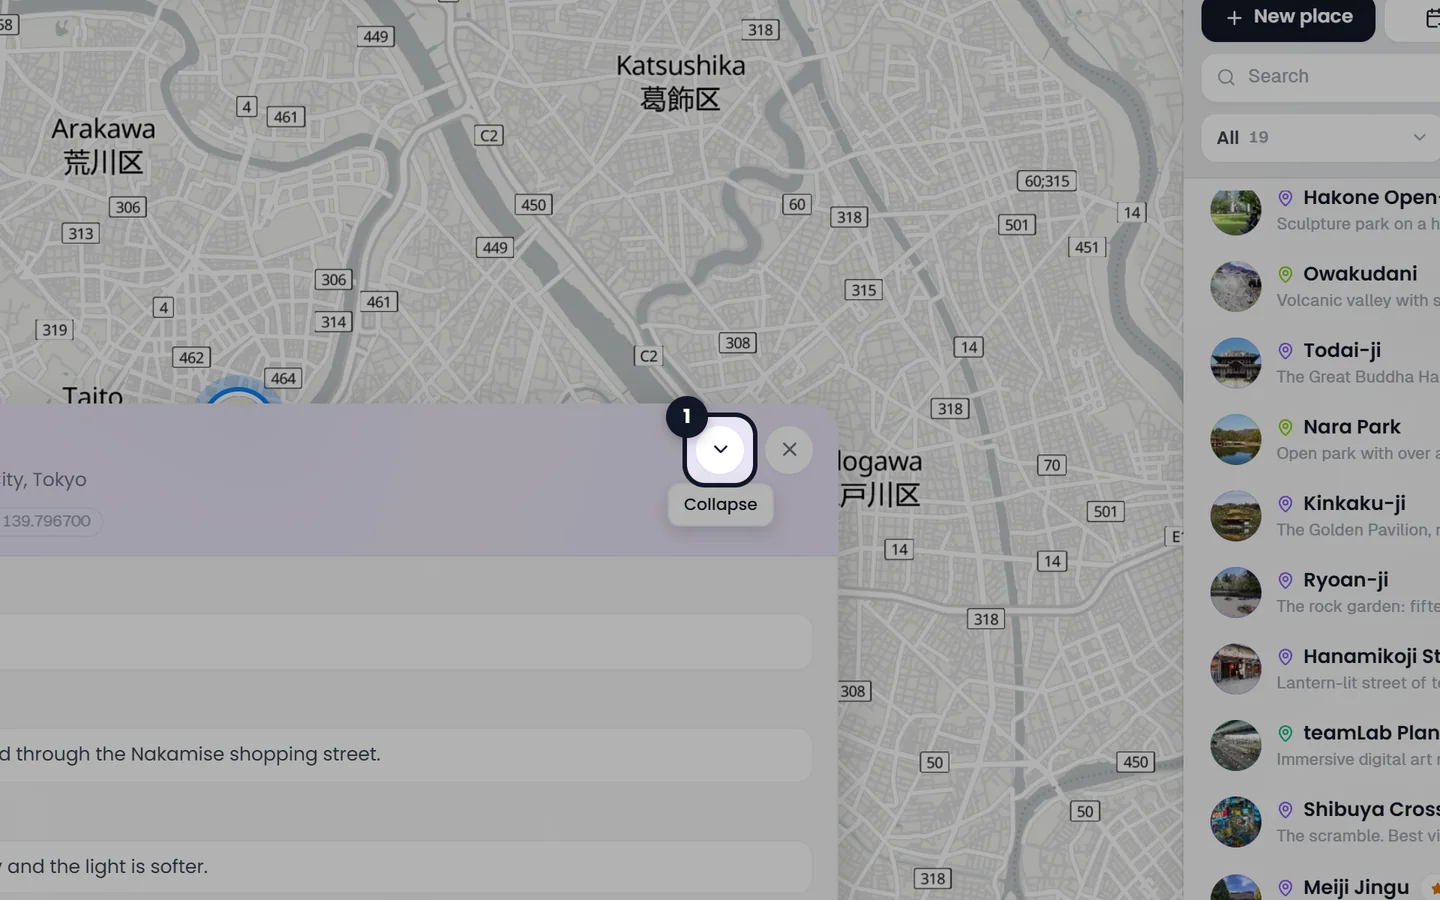 58
449
318
Katsushika
葛飾区
4
461
Arakawa
荒川区
C2
306
313
450
449
60
318
60;315
501
14
451
306
461
4
314
319
462
464
315
308
C2
14
Taito
318
1
Collapse
City, Tokyo
139.796700
dogawa
戸川区
70
501
14
14
E1
318
308
50
450
50
318
d through the Nakamise shopping street.
y and the light is softer.
+ New place
Search
All 19
Hakone Open-
Sculpture park on a h
Owakudani
Volcanic valley with s
Todai-ji
The Great Buddha Ha
Nara Park
Open park with over a
Kinkaku-ji
The Golden Pavilion, r
Ryoan-ji
The rock garden: fifte
Hanamikoji St
Lantern-lit street of te
teamLab Plan
Immersive digital art r
Shibuya Cross
The scramble. Best vi
Meiji Jingu